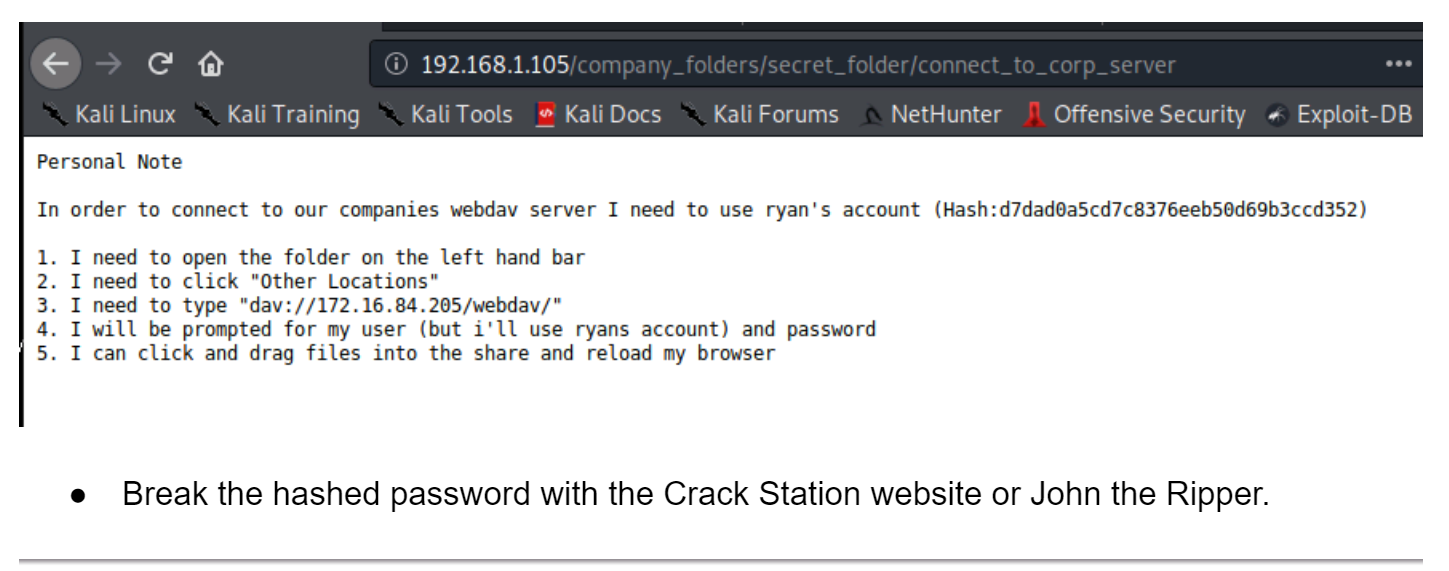 192.168.1.105/company_folders/secret_folder/connect_to_corp_server
Kali Linux Kali Training Kali Tools Kali Docs Kali Forums NetHunter Offensive Security Exploit-DB
Personal Note
In order to connect to our companies webdav server I need to use ryan's account (Hash:d7dad0a5cd7c8376eeb50d69b3ccd352)
1. I need to open the folder on the left hand bar
2. I need to click "Other Locations"
3. I need to type "dav://172.16.84.205/webdav/"
4. I will be prompted for my user (but i'll use ryans account) and password
5. I can click and drag files into the share and reload my browser
● Break the hashed password with the Crack Station website or John the Ripper.